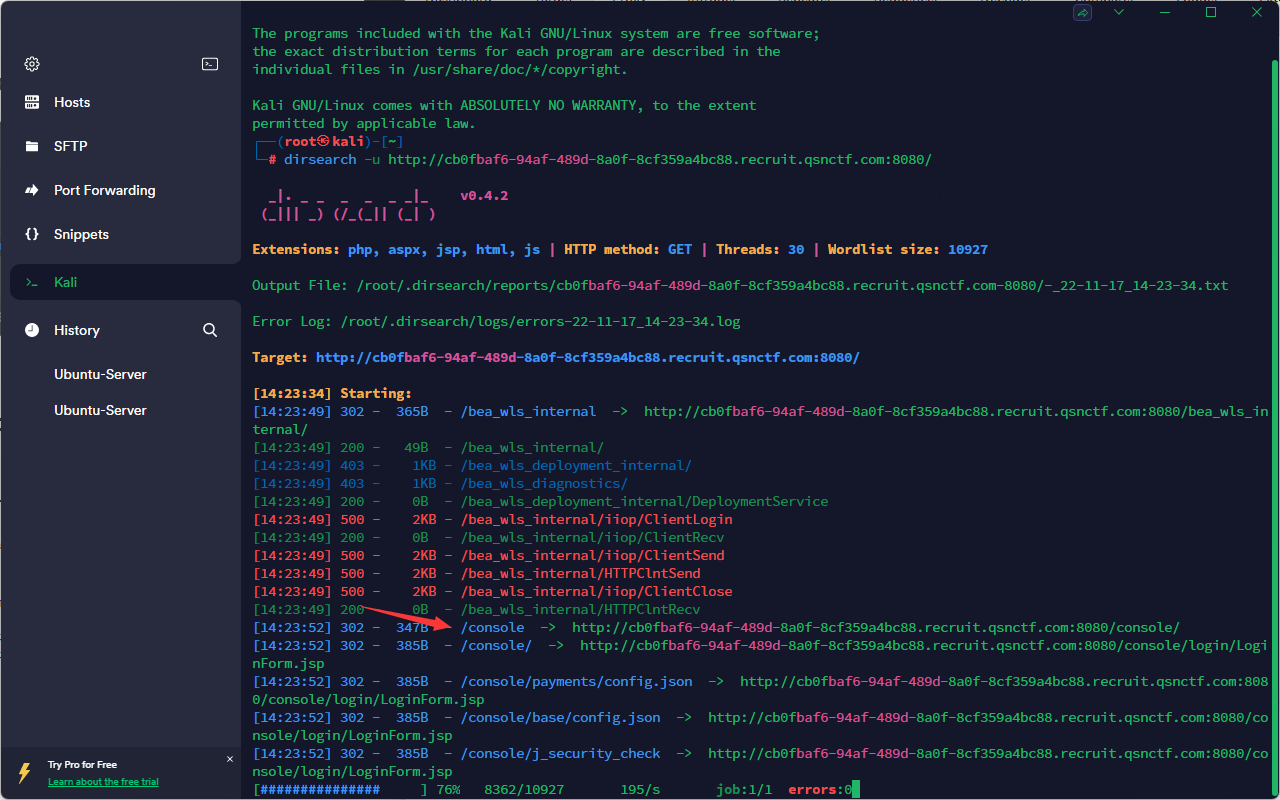 The programs included with the Kali GNU/Linux system are free software;
the exact distribution terms for each program are described in the
individual files in /usr/share/doc/*/copyright.
Kali GNU/Linux comes with ABSOLUTELY NO WARRANTY, to the extent
permitted by applicable law.
┌──(root㉿kali)-[~]
└─# dirsearch -u http://cb0fbaf6-94af-489d-8a0f-8cf359a4bc88.recruit.qsnctf.com:8080/
 _|. _ _  _  _  _ _|_    v0.4.2
(_||| _) (/_(_|| (_| )
Extensions: php, aspx, jsp, html, js | HTTP method: GET | Threads: 30 | Wordlist size: 10927
Output File: /root/.dirsearch/reports/cb0fbaf6-94af-489d-8a0f-8cf359a4bc88.recruit.qsnctf.com-8080/-_22-11-17_14-23-34.txt
Error Log: /root/.dirsearch/logs/errors-22-11-17_14-23-34.log
Target: http://cb0fbaf6-94af-489d-8a0f-8cf359a4bc88.recruit.qsnctf.com:8080/
[14:23:34] Starting:
[14:23:49] 302 -  365B  - /bea_wls_internal  ->  http://cb0fbaf6-94af-489d-8a0f-8cf359a4bc88.recruit.qsnctf.com:8080/bea_wls_in
ternal/
[14:23:49] 200 -   49B  - /bea_wls_internal/
[14:23:49] 403 -    1KB - /bea_wls_deployment_internal/
[14:23:49] 403 -    1KB - /bea_wls_diagnostics/
[14:23:49] 200 -    0B  - /bea_wls_deployment_internal/DeploymentService
[14:23:49] 500 -    2KB - /bea_wls_internal/iiop/ClientLogin
[14:23:49] 200 -    0B  - /bea_wls_internal/iiop/ClientRecv
[14:23:49] 500 -    2KB - /bea_wls_internal/iiop/ClientSend
[14:23:49] 500 -    2KB - /bea_wls_internal/HTTPClntSend
[14:23:49] 500 -    2KB - /bea_wls_internal/iiop/ClientClose
[14:23:49] 200    0B  - /bea_wls_internal/HTTPClntRecv
[14:23:52] 302 -  347B  - /console  ->  http://cb0fbaf6-94af-489d-8a0f-8cf359a4bc88.recruit.qsnctf.com:8080/console/
[14:23:52] 302 -  385B  - /console/  ->  http://cb0fbaf6-94af-489d-8a0f-8cf359a4bc88.recruit.qsnctf.com:8080/console/login/Logi
nForm.jsp
[14:23:52] 302 -  385B  - /console/payments/config.json  ->  http://cb0fbaf6-94af-489d-8a0f-8cf359a4bc88.recruit.qsnctf.com:808
0/console/login/LoginForm.jsp
[14:23:52] 302 -  385B  - /console/base/config.json  ->  http://cb0fbaf6-94af-489d-8a0f-8cf359a4bc88.recruit.qsnctf.com:8080/co
nsole/login/LoginForm.jsp
[14:23:52] 302 -  385B  - /console/j_security_check  ->  http://cb0fbaf6-94af-489d-8a0f-8cf359a4bc88.recruit.qsnctf.com:8080/co
nsole/login/LoginForm.jsp
[###############     ] 76%   8362/10927       195/s       job:1/1  errors:0
Hosts
SFTP
Port Forwarding
Snippets
Kali
History
Ubuntu-Server
Ubuntu-Server
Try Pro for Free
Learn about the free trial